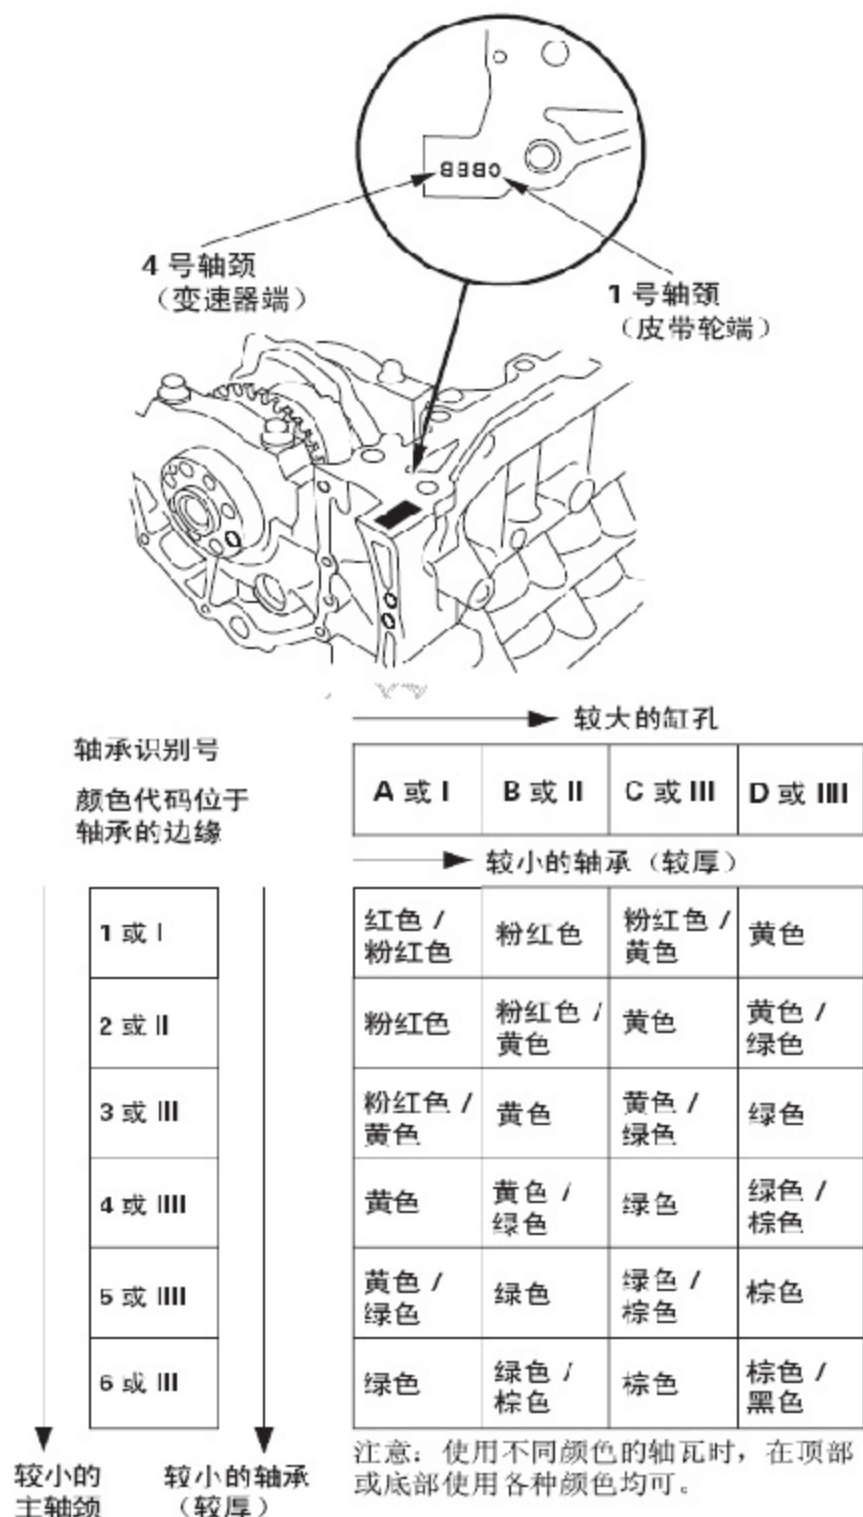 4 号轴颈
（变速器端）
1 号轴颈
（皮带轮端）
较大的缸孔
轴承识别号
颜色代码位于
轴承的边缘
A 或 I
B 或 II
C 或 III
D 或 IIII
较小的轴承（较厚）
1 或 I
红色 /
粉红色
粉红色
粉红色 /
黄色
黄色
2 或 II
粉红色
粉红色 /
黄色
黄色
黄色 /
绿色
3 或 III
粉红色 /
黄色
黄色
黄色 /
绿色
绿色
4 或 IIII
黄色
黄色 /
绿色
绿色
绿色 /
棕色
5 或 IIII
黄色 /
绿色
绿色
绿色 /
棕色
棕色
6 或 III
绿色
绿色 /
棕色
棕色
棕色 /
黑色
较小的
主轴颈
较小的轴承
（较厚）
注意：使用不同颜色的轴瓦时，在顶部
或底部使用各种颜色均可。